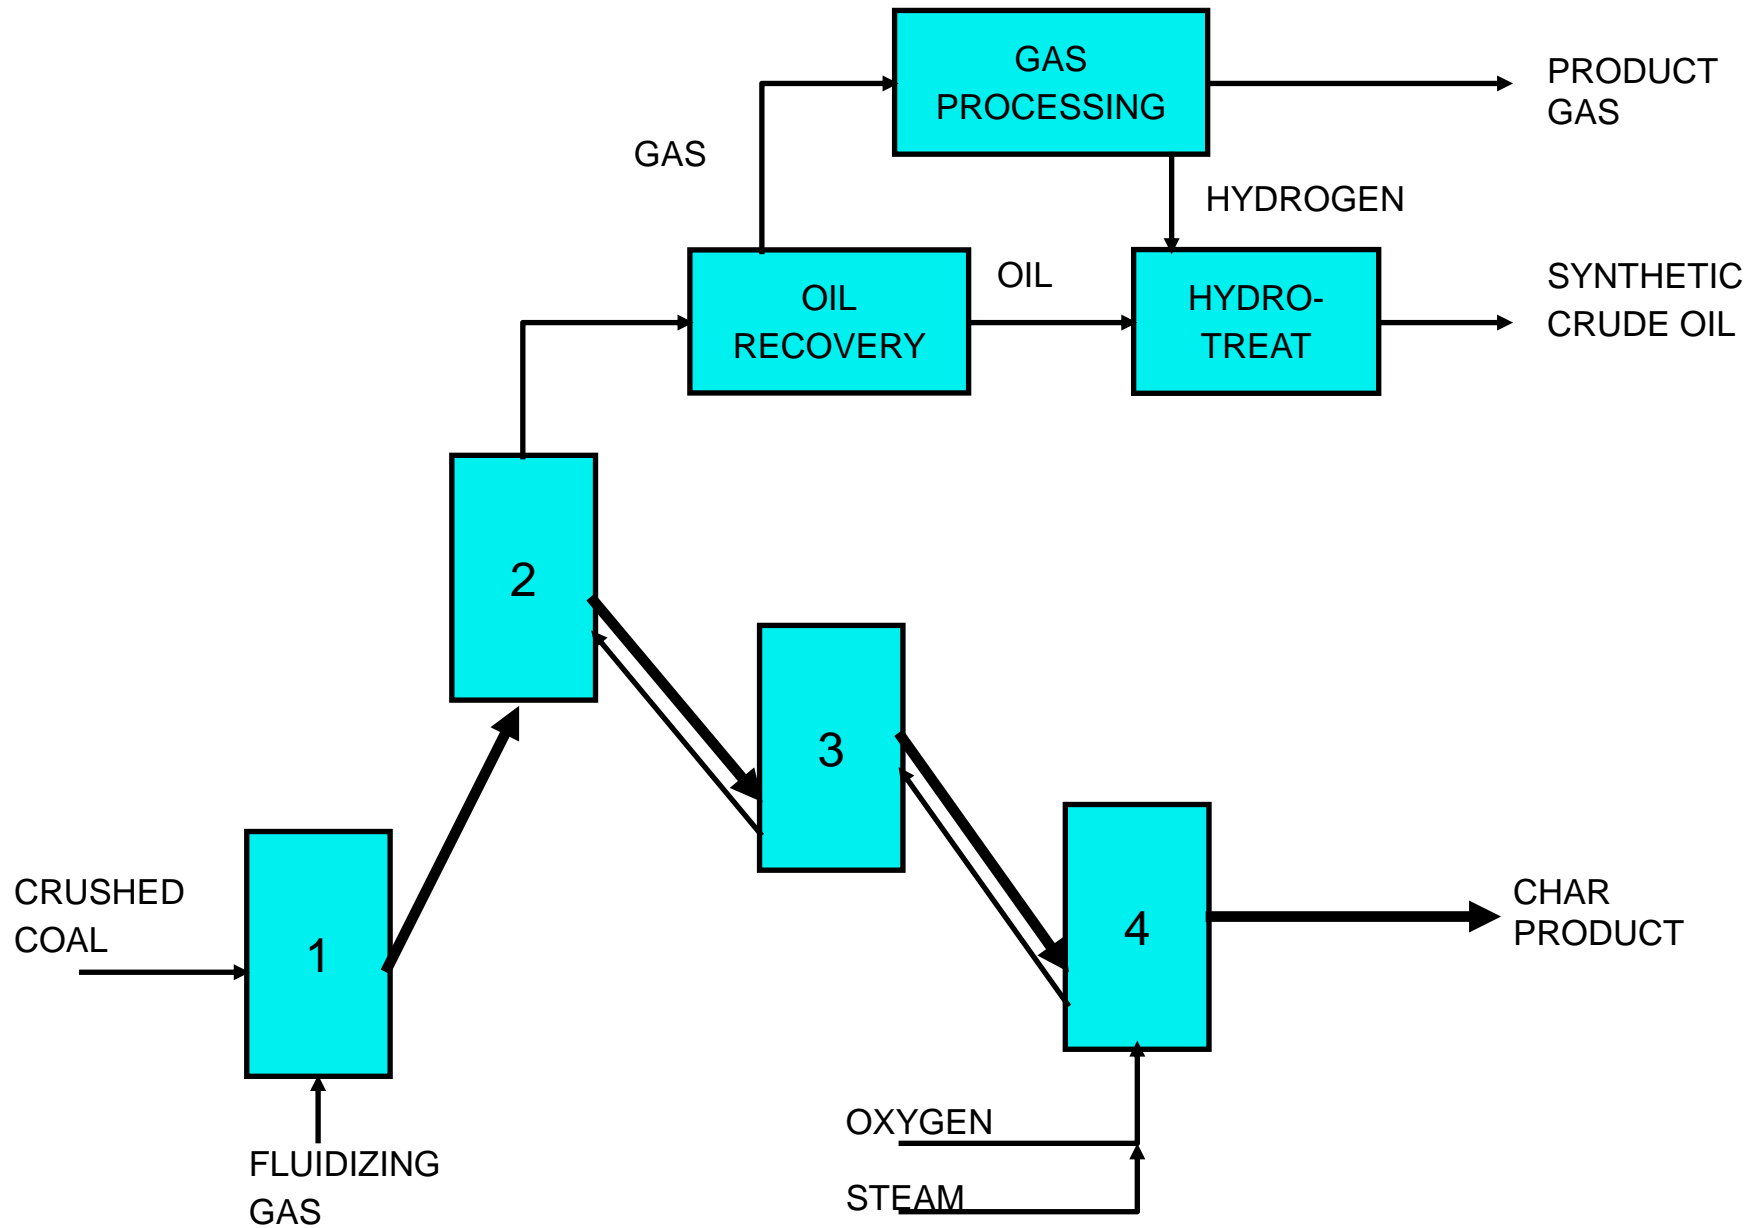 GAS
PROCESSING
PRODUCT
GAS
GAS
HYDROGEN
OIL
RECOVERY
OIL
HYDRO-
TREAT
SYNTHETIC
CRUDE OIL
2
3
CRUSHED
COAL
1
4
CHAR
PRODUCT
FLUIDIZING
GAS
OXYGEN
STEAM